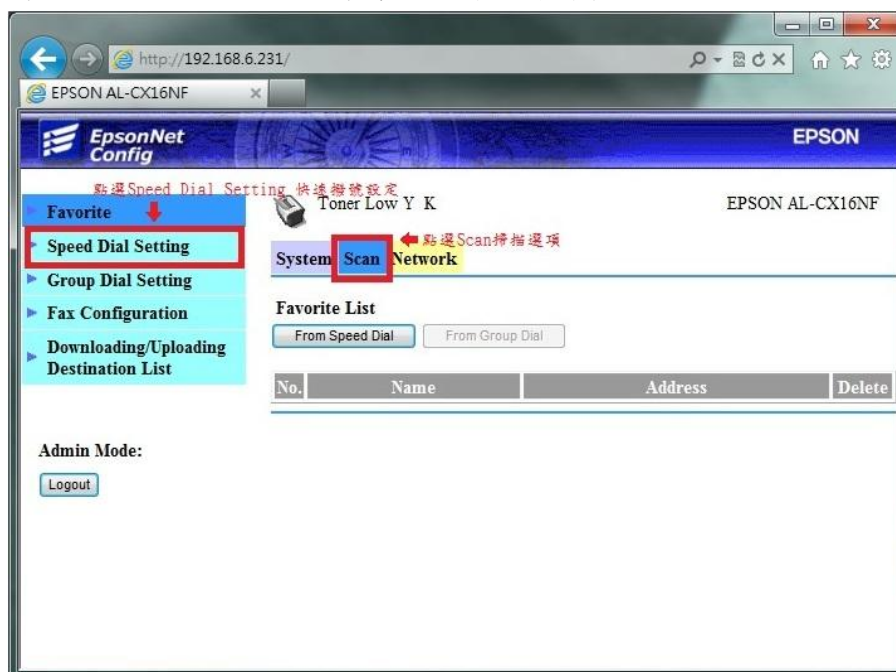 http://192.168.6.231/
EPSON AL-CX16NF
EpsonNet
Config
EPSON
點選Speed Dial Setting 快速撥號設定
Favorite
Toner Low Y K
EPSON AL-CX16NF
Speed Dial Setting
點選Scan掃描選項
System Scan Network
Group Dial Setting
Fax Configuration
Favorite List
From Speed Dial From Group Dial
Downloading/Uploading
Destination List
No. Name Address Delete
Admin Mode:
Logout